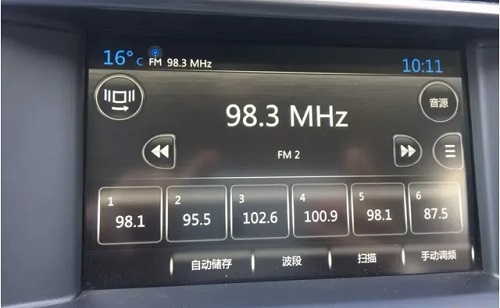 16°C FM 98.3 MHz 10:11
音源
98.3 MHz
FM 2
1 2 3 4 5 6
98.1 95.5 102.6 100.9 98.1 87.5
自动储存 波段 扫描 手动调频